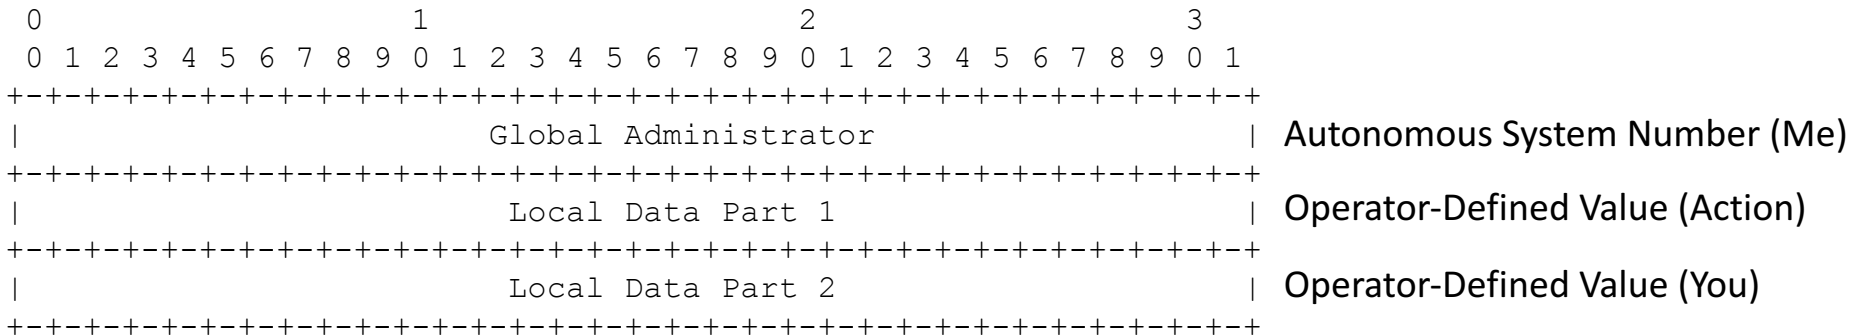 0                   1                   2                   3
0 1 2 3 4 5 6 7 8 9 0 1 2 3 4 5 6 7 8 9 0 1 2 3 4 5 6 7 8 9 0 1
+-+-+-+-+-+-+-+-+-+-+-+-+-+-+-+-+-+-+-+-+-+-+-+-+-+-+-+-+-+-+-+-+
| Global Administrator | Autonomous System Number (Me)
+-+-+-+-+-+-+-+-+-+-+-+-+-+-+-+-+-+-+-+-+-+-+-+-+-+-+-+-+-+-+-+-+
| Local Data Part 1 | Operator-Defined Value (Action)
+-+-+-+-+-+-+-+-+-+-+-+-+-+-+-+-+-+-+-+-+-+-+-+-+-+-+-+-+-+-+-+-+
| Local Data Part 2 | Operator-Defined Value (You)
+-+-+-+-+-+-+-+-+-+-+-+-+-+-+-+-+-+-+-+-+-+-+-+-+-+-+-+-+-+-+-+-+